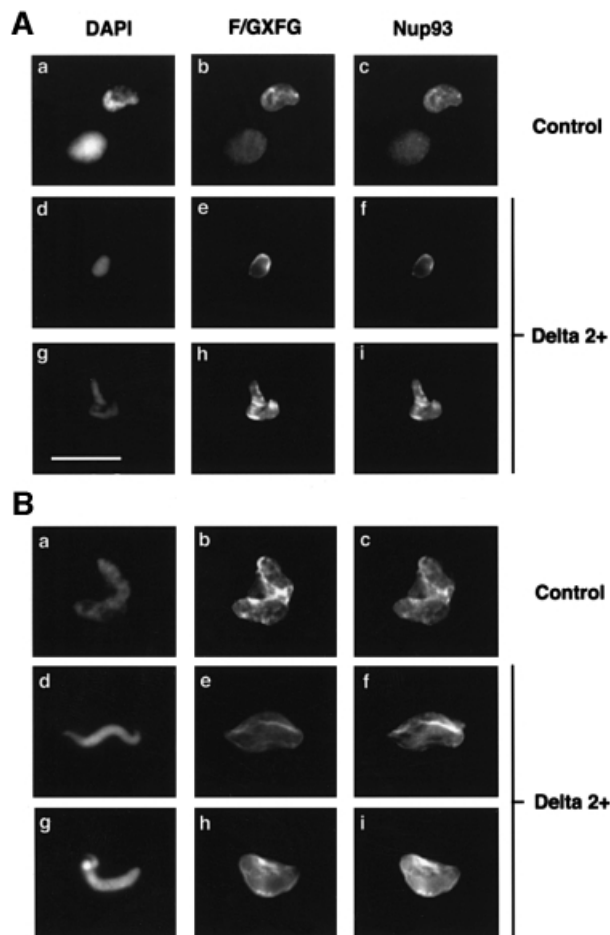 A
DAPI F/GXFG Nup93
a b c
Control
d e f
Delta 2+
g h i
B
a b c
Control
d e f
Delta 2+
g h i